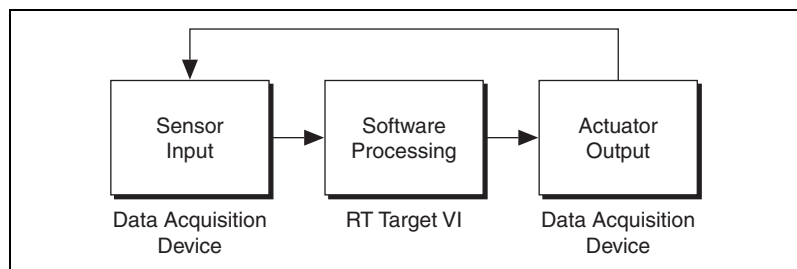 Sensor
Input
Software
Processing
Actuator
Output
Data Acquisition
Device
RT Target VI
Data Acquisition
Device